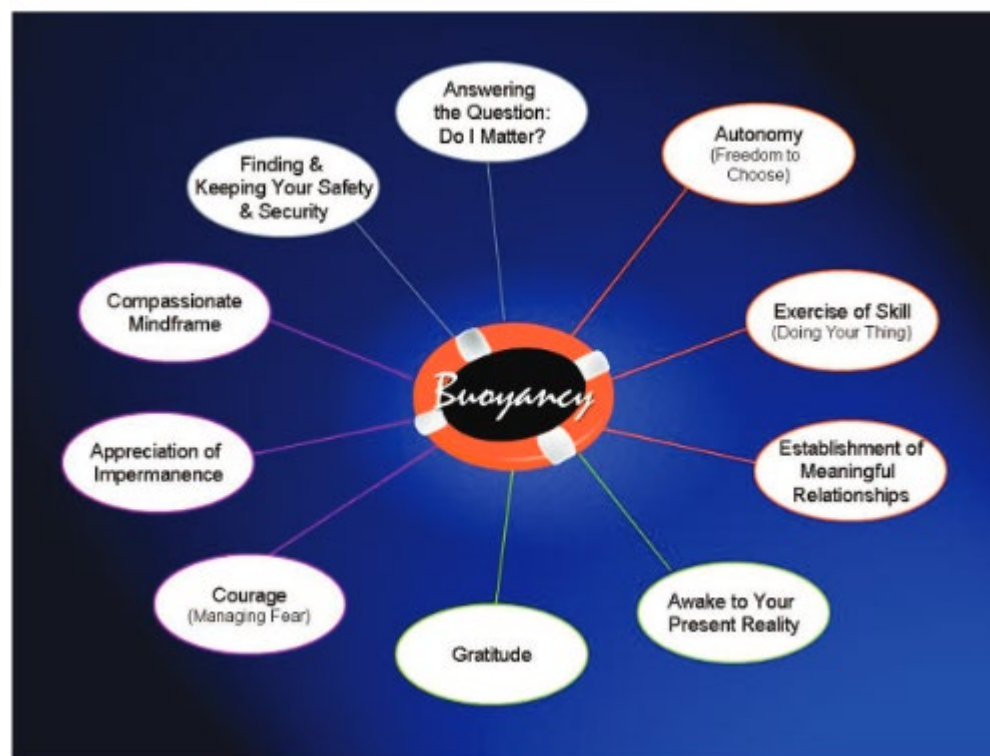 Answering
the Question:
Do I Matter?
Autonomy
(Freedom to
Choose)
Finding &
Keeping Your Safety
& Security
Compassionate
Mindframe
Exercise of Skill
(Doing Your Thing)
Buoyancy
Appreciation of
Impermanence
Establishment of
Meaningful
Relationships
Courage
(Managing Fear)
Gratitude
Awake to Your
Present Reality